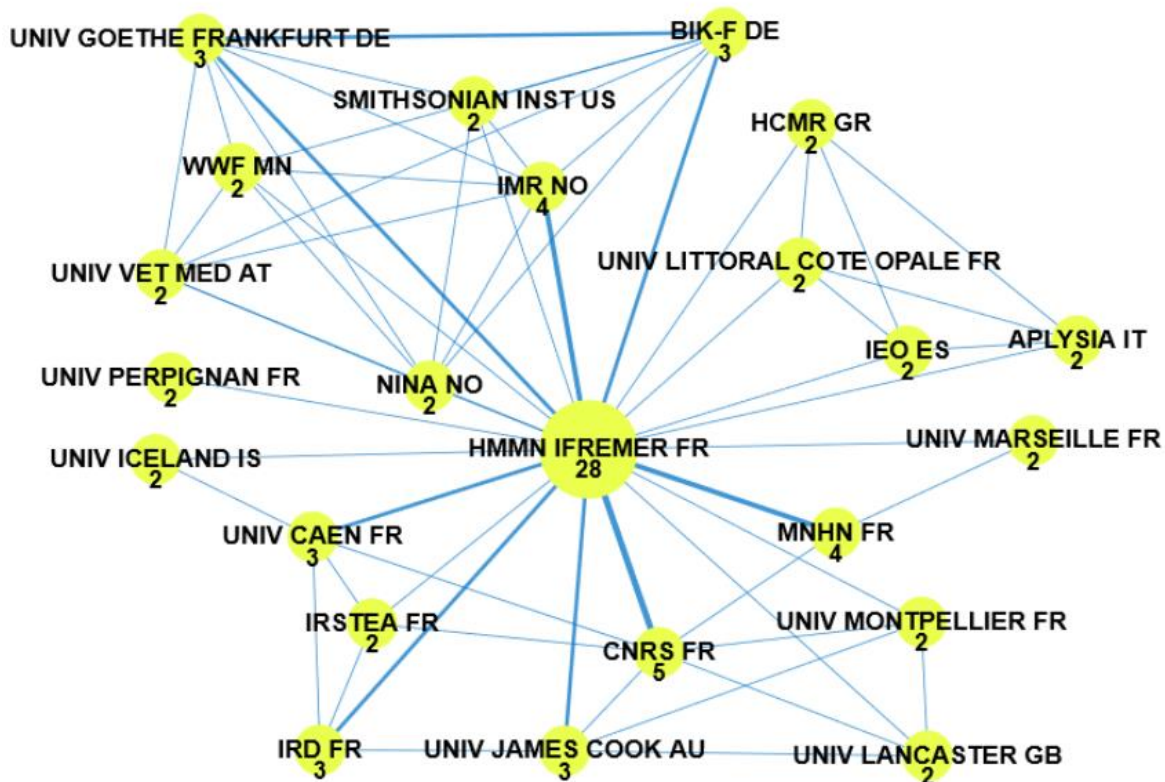 UNIV GOETHE FRANKFURT DE
3
BIK-F DE
3
SMITHSONIAN INST US
2
HCMR GR
2
WWF MN
2
IMR NO
4
UNIV VET MED AT
2
UNIV LITTORAL COTE OPALE FR
2
IEO ES
2
APLYSIA IT
2
UNIV PERPIGNAN FR
2
NINA NO
2
HMMN IFREMER FR
28
UNIV MARSEILLE FR
2
UNIV ICELAND IS
2
UNIV CAEN FR
3
MNHN FR
4
IRSTEA FR
2
CNRS FR
5
UNIV MONTPELLIER FR
2
IRD FR
3
UNIV JAMES COOK AU
3
UNIV LANCASTER GB
2